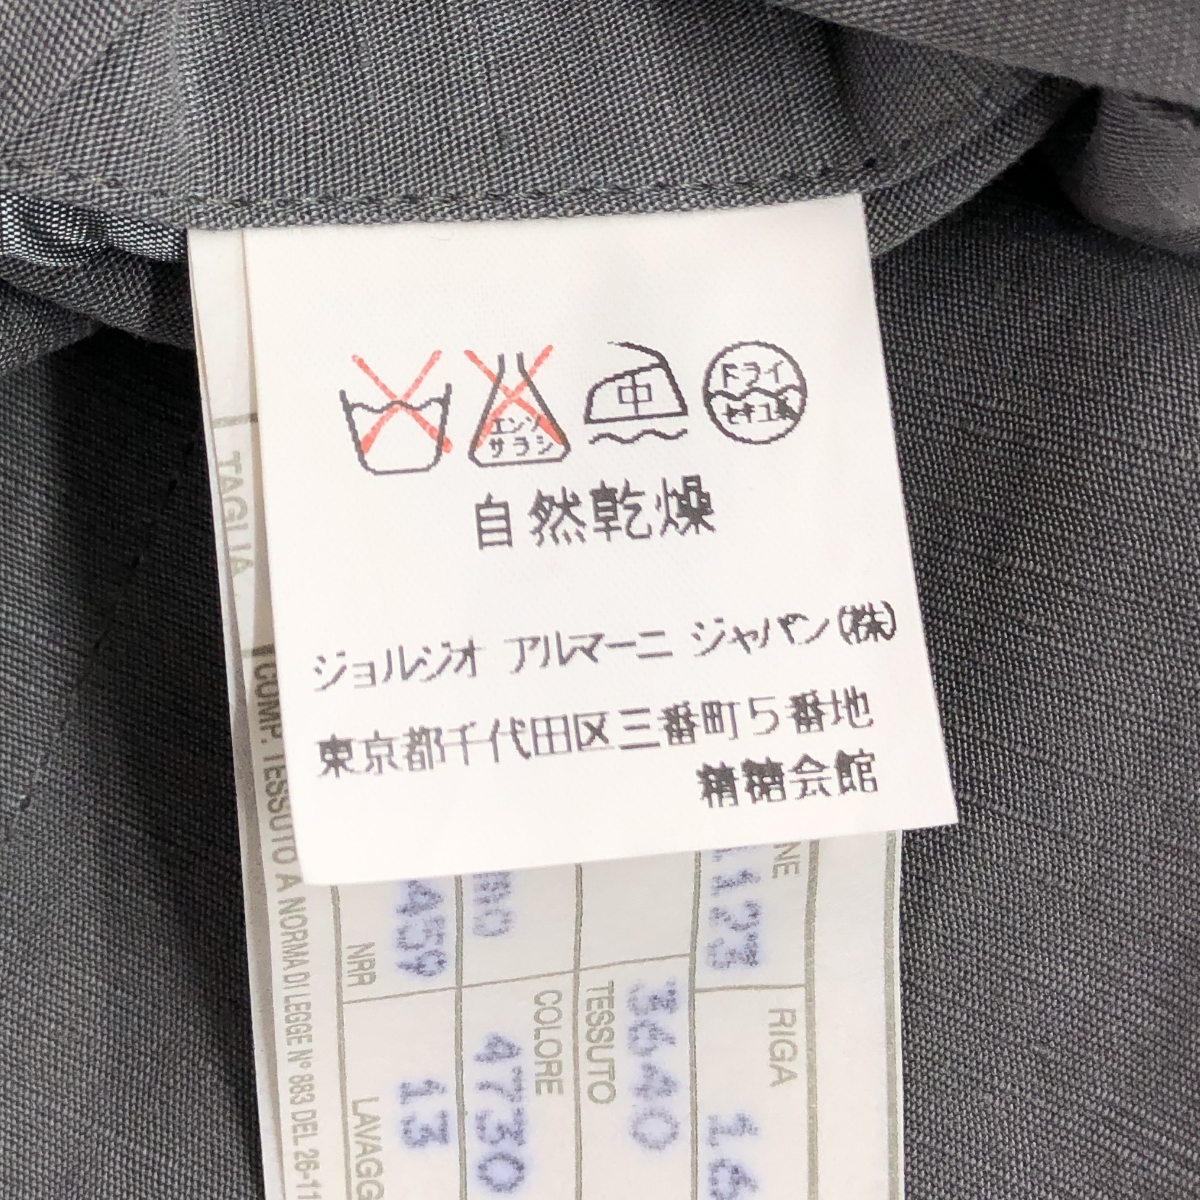 エンソ
サラシ
中
ドライ
セキユ系
自然乾燥
ジョルジオ アルマーニ ジャパン(株)
東京都千代田区三番町5番地
精糖会館
TAGLIA
COMP. TESSUTO A NORMA DI LEGGE N° 883 DEL 26-11
459
NRR
13
COLORE
4730
TESSUTO
3640
123
RIGA
16